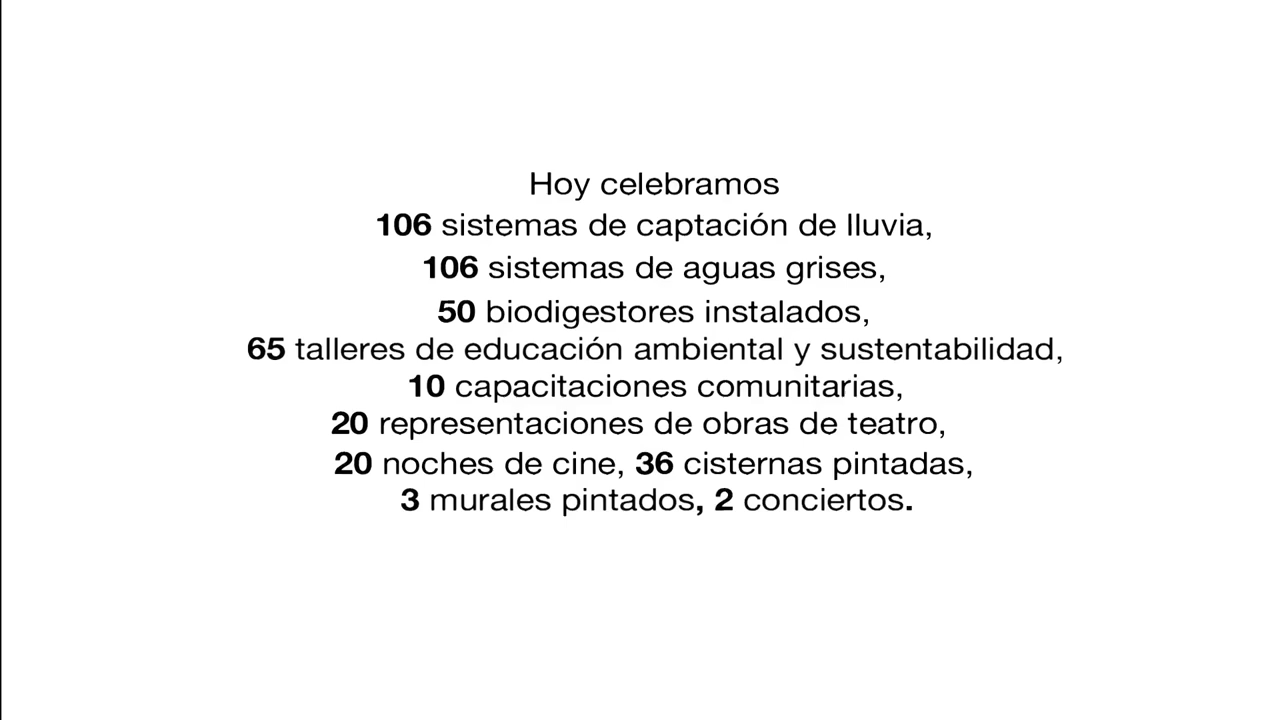 Hoy celebramos
106 sistemas de captación de lluvia,
106 sistemas de aguas grises,
50 biodigestores instalados,
65 talleres de educación ambiental y sustentabilidad,
10 capacitaciones comunitarias,
20 representaciones de obras de teatro,
20 noches de cine, 36 cisternas pintadas,
3 murales pintados, 2 conciertos.